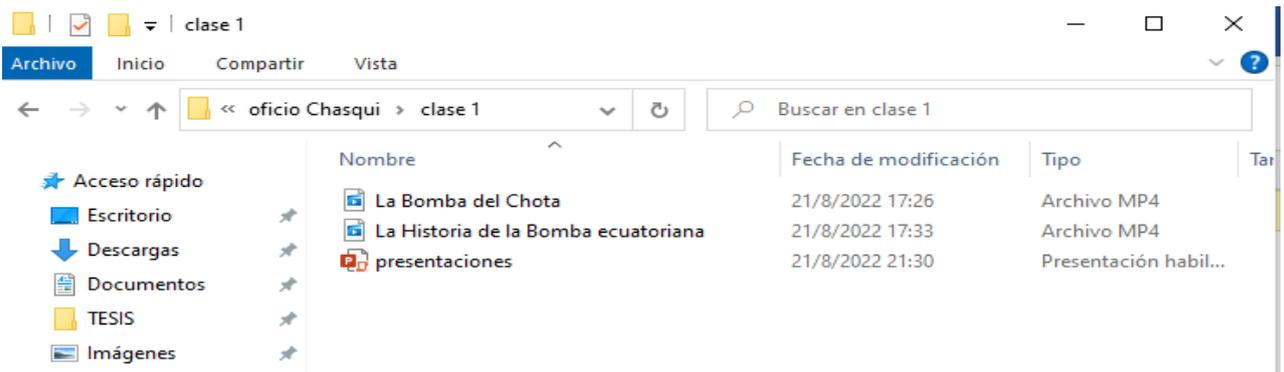 clase 1
Archivo Inicio Compartir Vista
« oficio Chasqui › clase 1 Buscar en clase 1
Nombre Fecha de modificación Tipo Tar
Acceso rápido
La Bomba del Chota 21/8/2022 17:26 Archivo MP4
Escritorio
La Historia de la Bomba ecuatoriana 21/8/2022 17:33 Archivo MP4
Descargas
presentaciones 21/8/2022 21:30 Presentación habil...
Documentos
TESIS
Imágenes